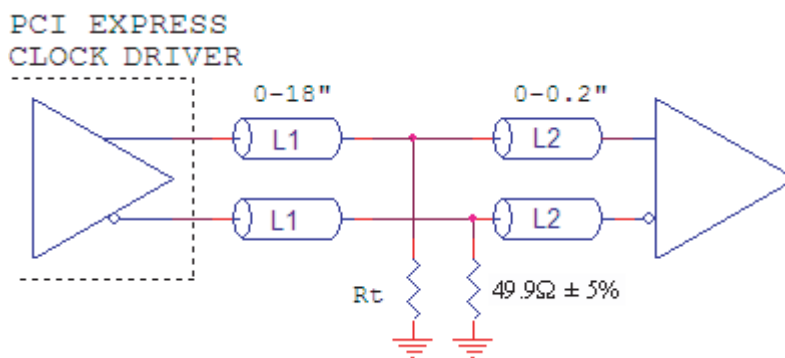 PCI EXPRESS
CLOCK DRIVER
0-18"
0-0.2"
L1
L2
L1
L2
Rt
49.9Ω ± 5%